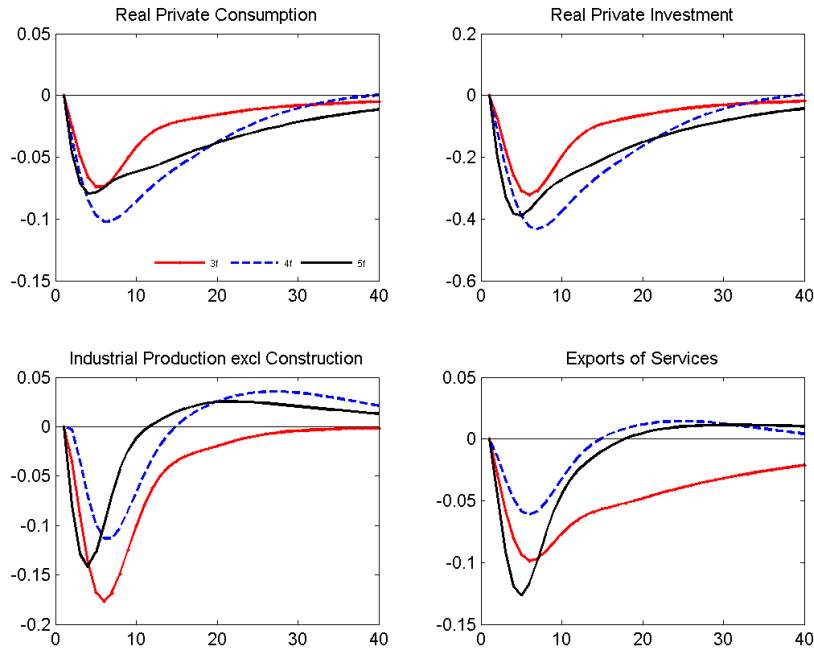 Real Private Consumption
0.05
0
-0.05
-0.1
-0.15
0 10 20 30 40
3f 4f 5f
Real Private Investment
0.2
0
-0.2
-0.4
-0.6
0 10 20 30 40
Industrial Production excl Construction
0.05
0
-0.05
-0.1
-0.15
-0.2
0 10 20 30 40
Exports of Services
0.05
0
-0.05
-0.1
-0.15
0 10 20 30 40